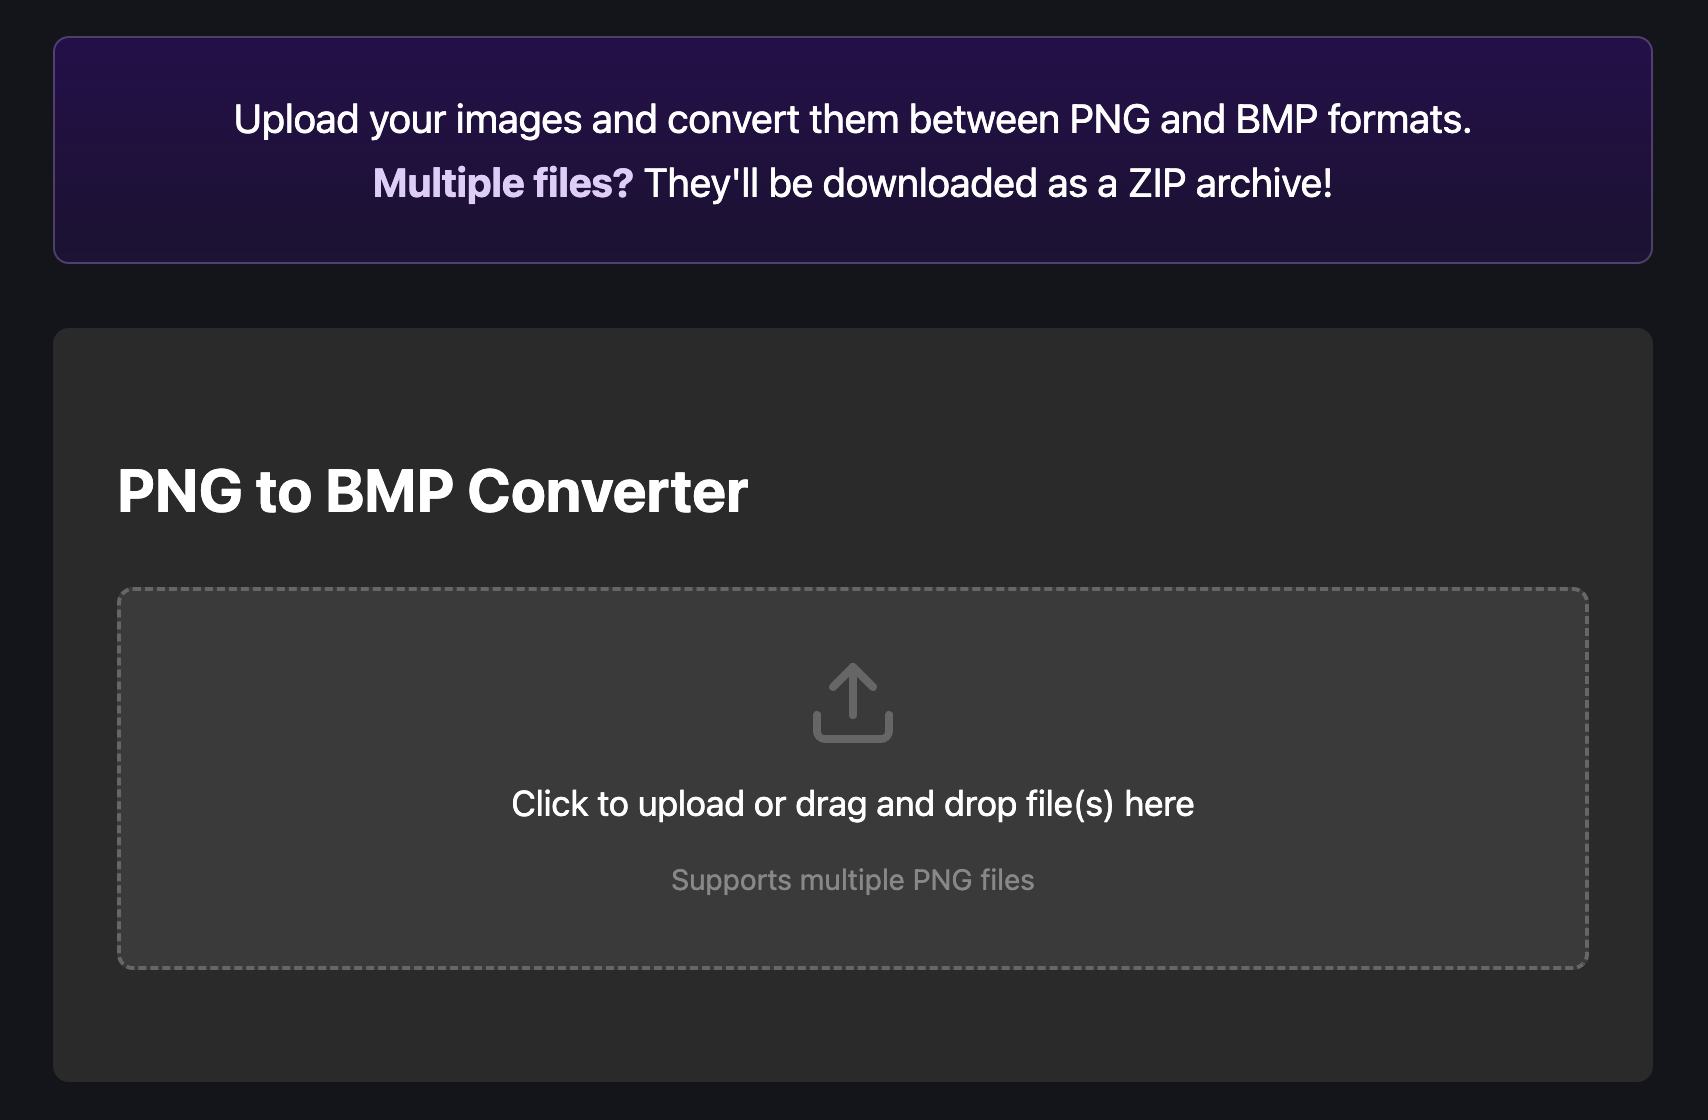 Upload your images and convert them between PNG and BMP formats.
Multiple files? They'll be downloaded as a ZIP archive!
PNG to BMP Converter
Click to upload or drag and drop file(s) here
Supports multiple PNG files